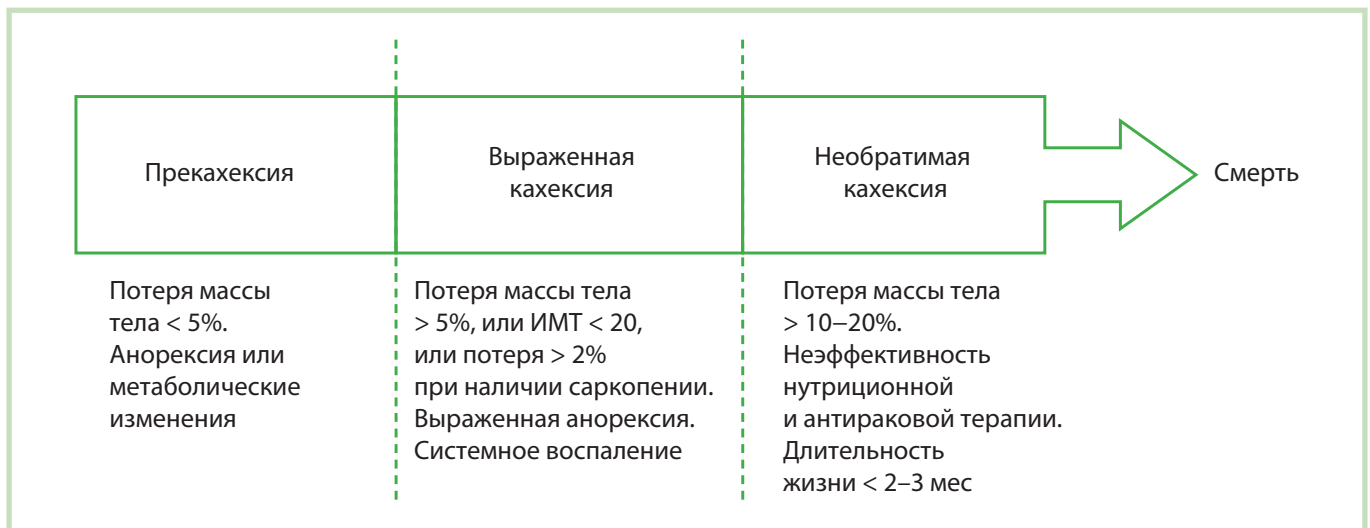 Прекахексия
Выраженная
кахексия
Необратимая
кахексия
Смерть
Потеря массы
тела < 5%.
Анорексия или
метаболические
изменения
Потеря массы тела
> 5%, или ИМТ < 20,
или потеря > 2%
при наличии саркопении.
Выраженная анорексия.
Системное воспаление
Потеря массы тела
> 10–20%.
Неэффективность
нутриционной
и антираковой терапии.
Длительность
жизни < 2–3 мес